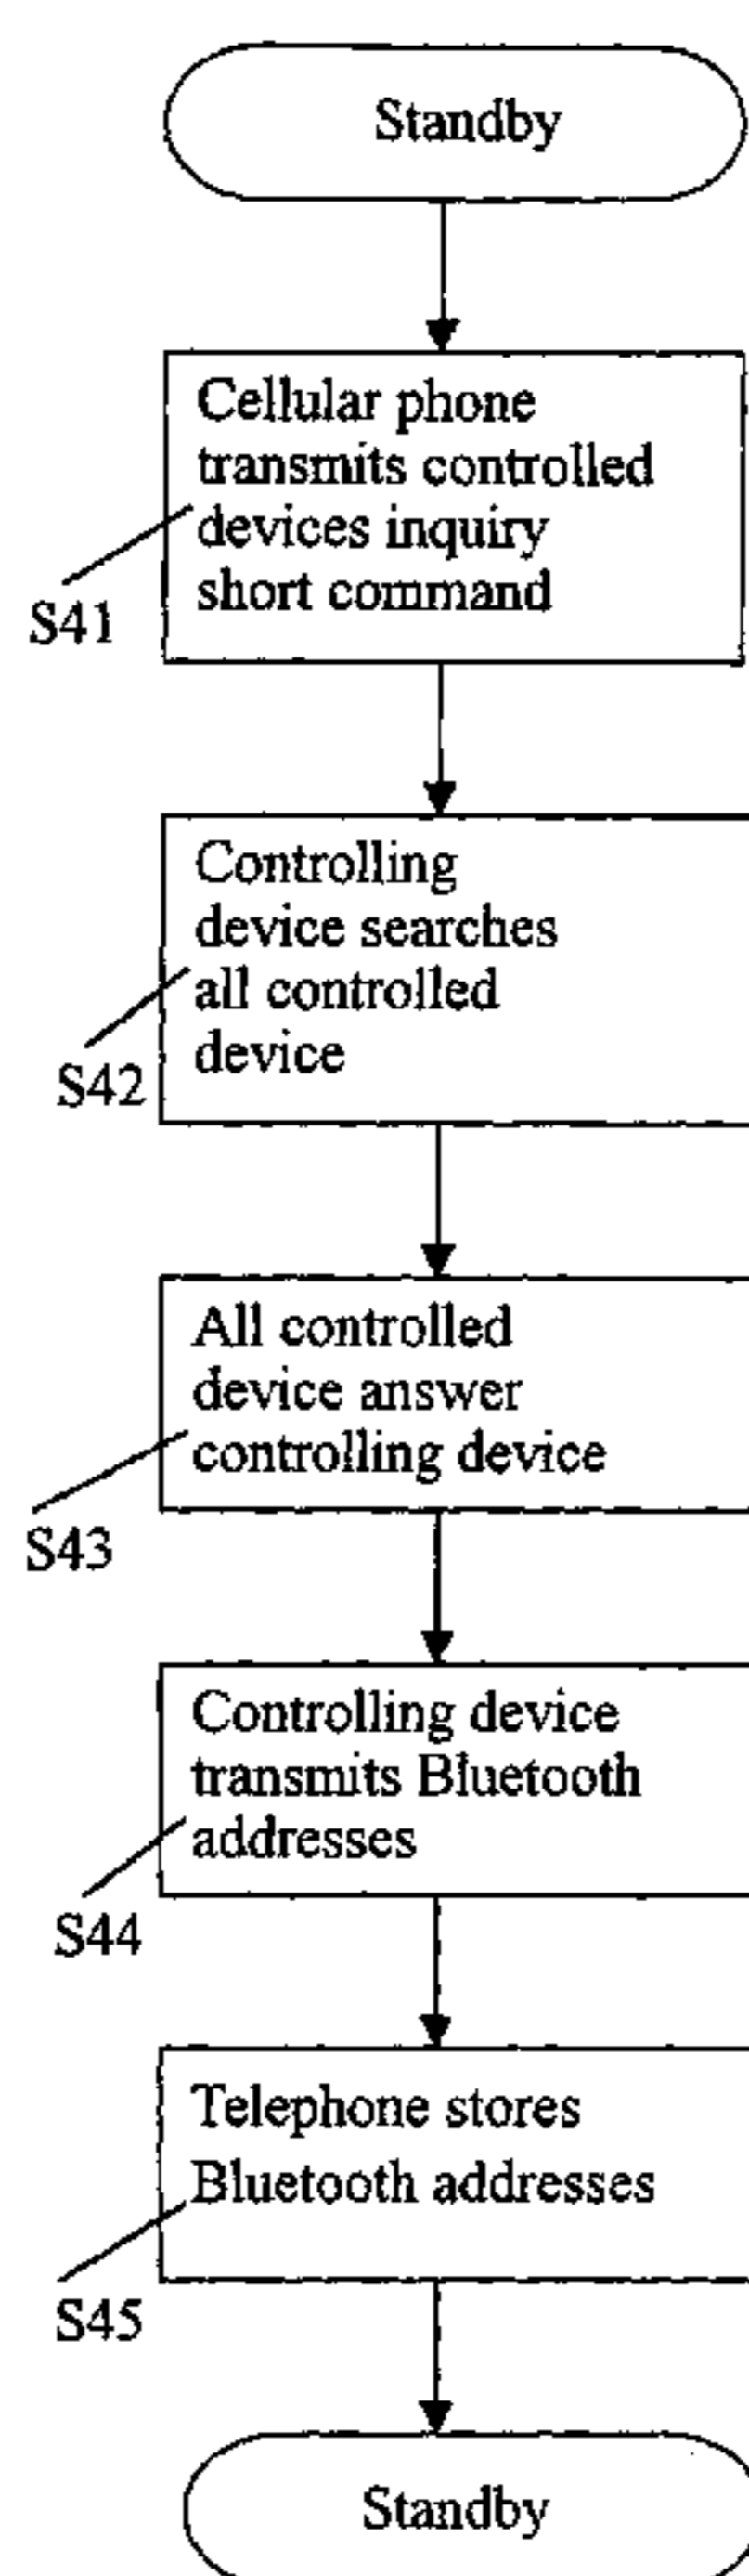 Standby
Cellular phone
transmits controlled
devices inquiry
short command
S41
Controlling
device searches
all controlled
device
S42
All controlled
device answer
controlling device
S43
Controlling device
transmits Bluetooth
addresses
S44
Telephone stores
Bluetooth addresses
S45
Standby